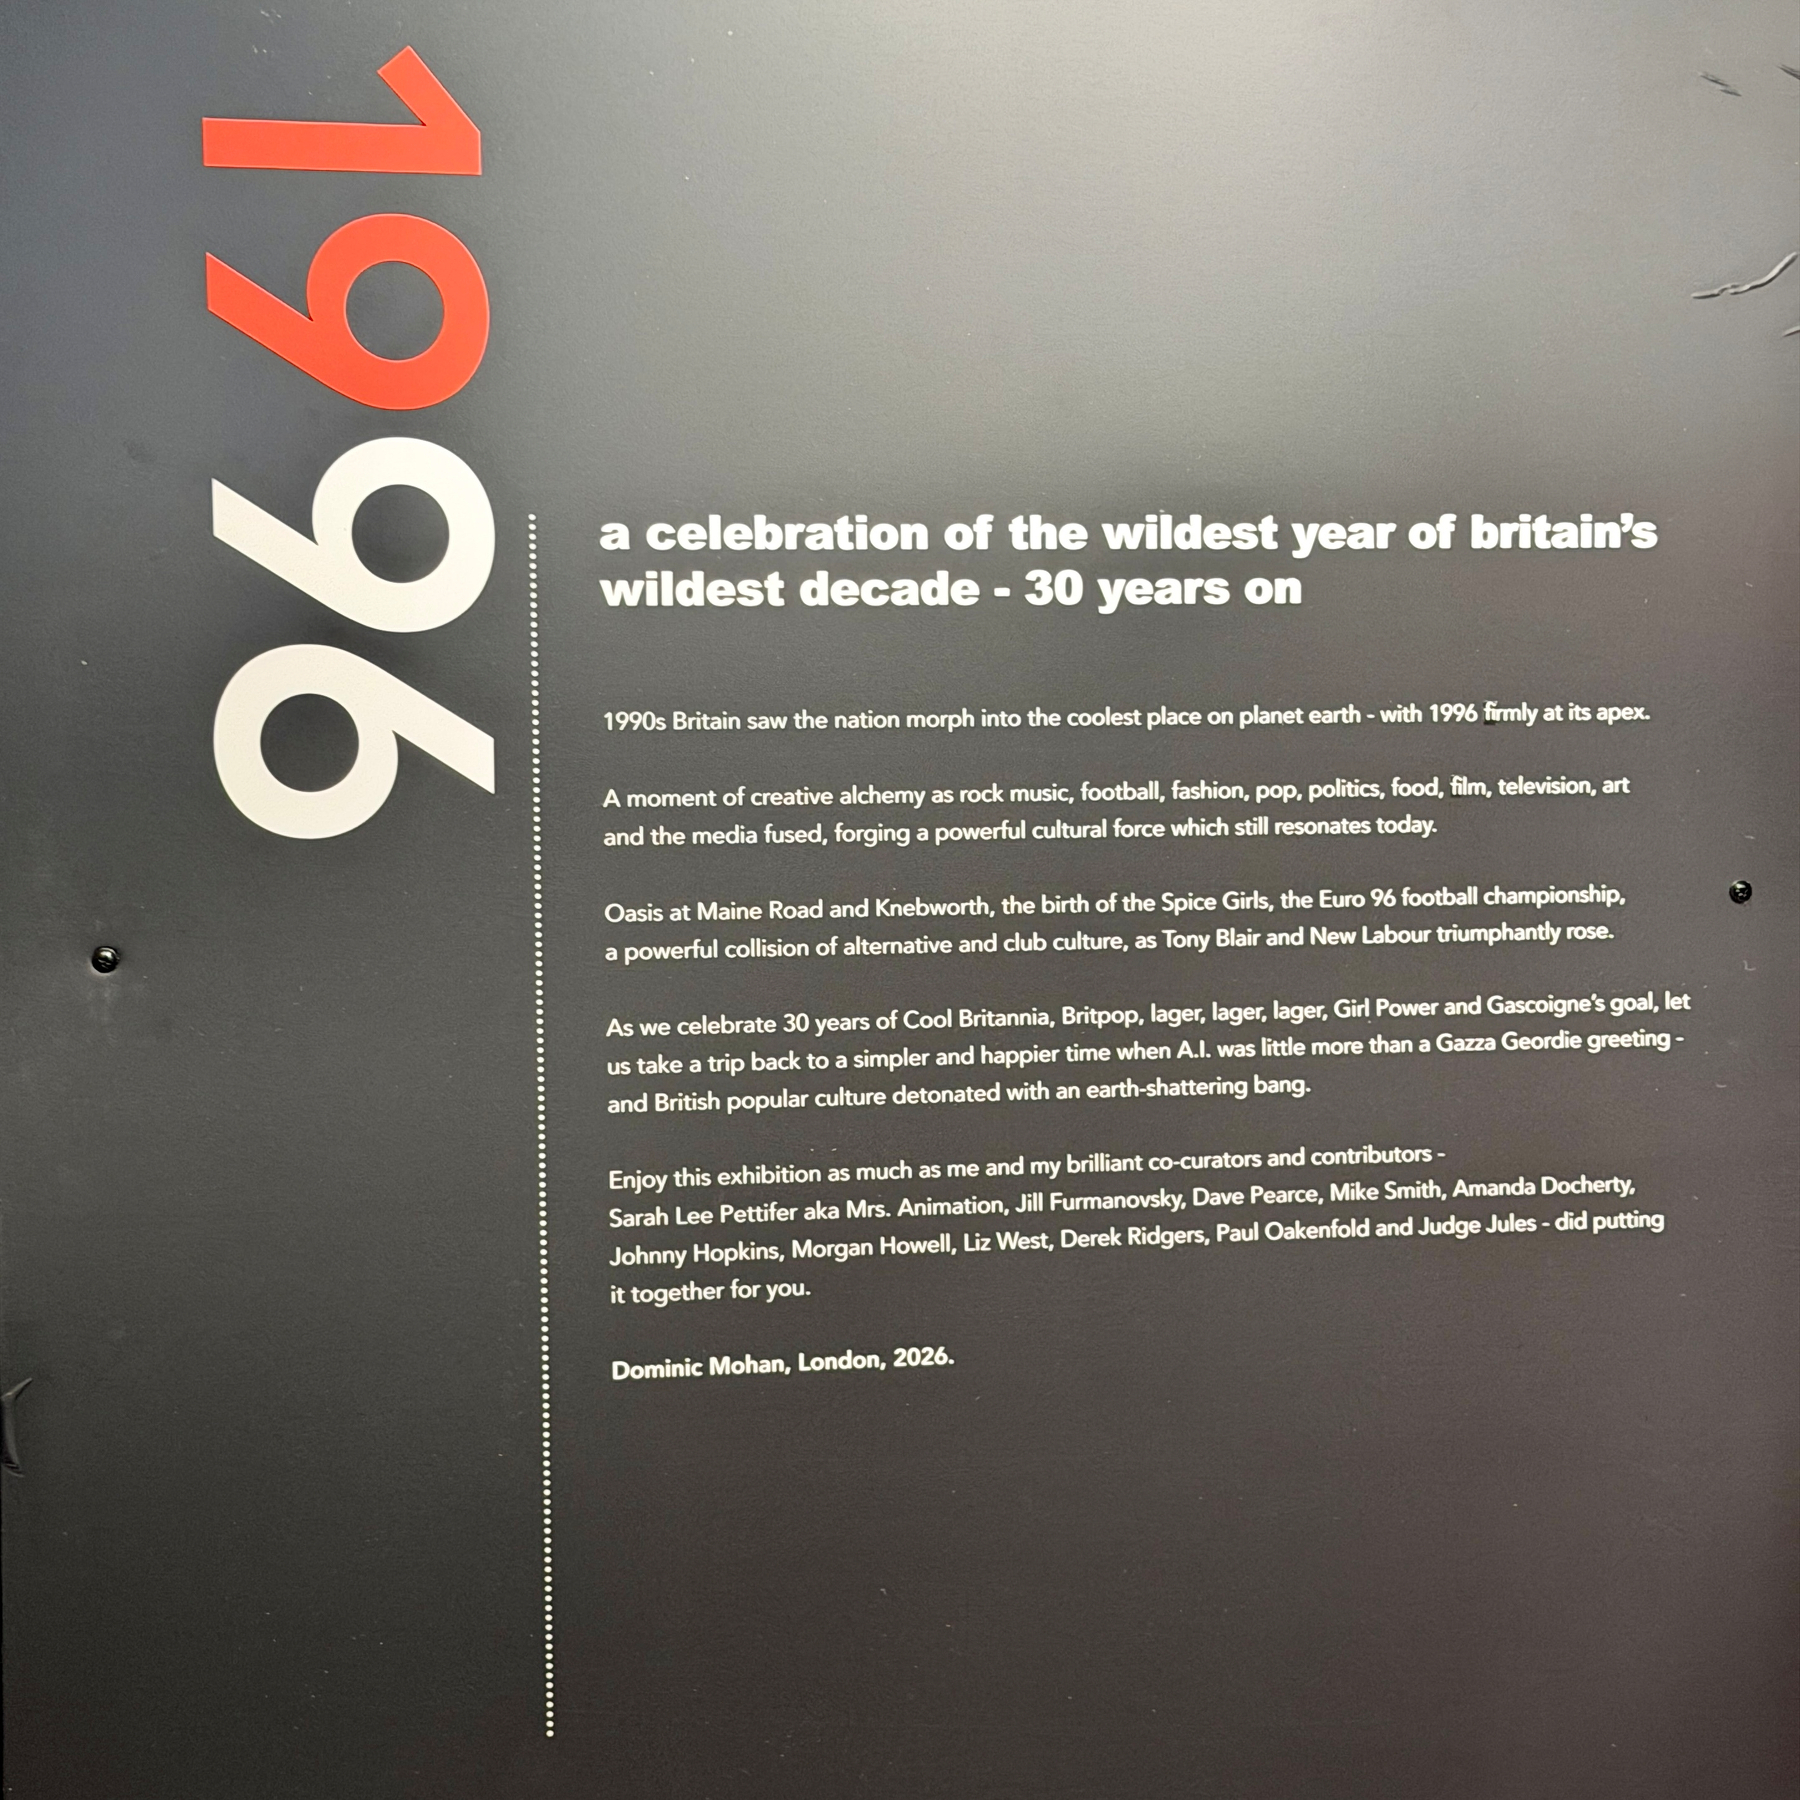 1996
a celebration of the wildest year of britain's
wildest decade - 30 years on
1990s Britain saw the nation morph into the coolest place on planet earth - with 1996 firmly at its apex.
A moment of creative alchemy as rock music, football, fashion, pop, politics, food, film, television, art
and the media fused, forging a powerful cultural force which still resonates today.
Oasis at Maine Road and Knebworth, the birth of the Spice Girls, the Euro 96 football championship,
a powerful collision of alternative and club culture, as Tony Blair and New Labour triumphantly rose.
As we celebrate 30 years of Cool Britannia, Britpop, lager, lager, lager, Girl Power and Gascoigne's goal, let
us take a trip back to a simpler and happier time when A.I. was little more than a Gazza Geordie greeting -
and British popular culture detonated with an earth-shattering bang.
Enjoy this exhibition as much as me and my brilliant co-curators and contributors -
Sarah Lee Pettifer aka Mrs. Animation, Jill Furmanovsky, Dave Pearce, Mike Smith, Amanda Docherty,
Johnny Hopkins, Morgan Howell, Liz West, Derek Ridgers, Paul Oakenfold and Judge Jules - did putting
it together for you.
Dominic Mohan, London, 2026.